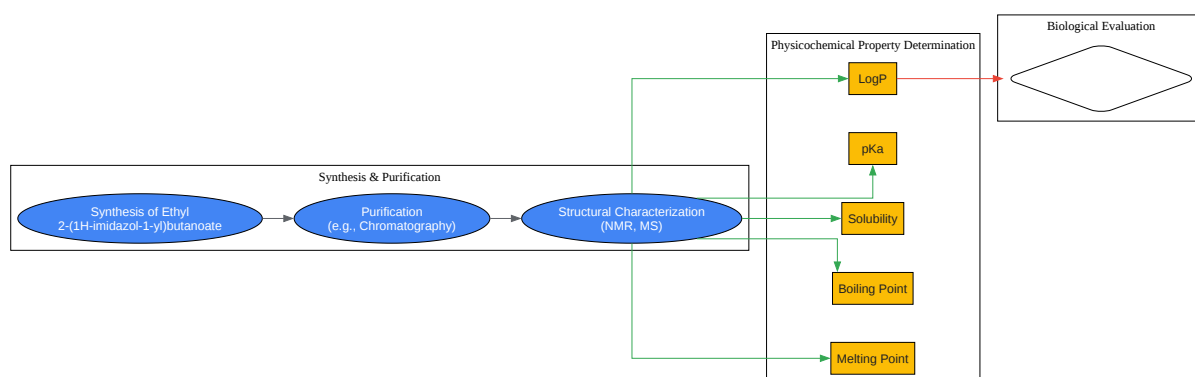 Biological Evaluation
Physicochemical Property Determination
LogP
pKa
Synthesis & Purification
Synthesis of Ethyl
2-(1H-imidazol-1-yl)butanoate
Purification
(e.g., Chromatography)
Structural Characterization
(NMR, MS)
Solubility
Boiling Point
Melting Point